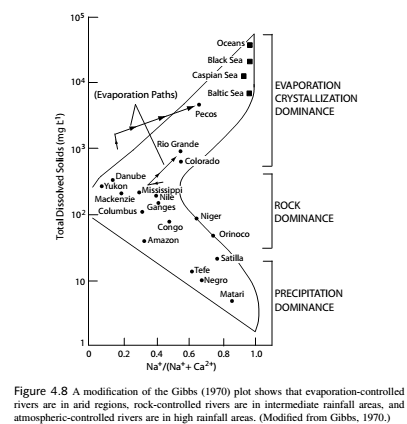 10⁵
Oceans
Black Sea
Caspian Sea
10⁴
Baltic Sea
(Evaporation Paths)
Pecos
EVAPORATION
CRYSTALLIZATION
DOMINANCE
Total Dissolved Solids (mg L⁻¹)
10³
Rio Grande
Colorado
Danube
Yukon
Mississippi
Mackenzie
Nile
Ganges
Columbus
10²
Niger
ROCK
DOMINANCE
Congo
Orinoco
Amazon
Satilla
Tefe
Negro
10
Matari
PRECIPITATION
DOMINANCE
1
0 0.2 0.4 0.6 0.8 1.0
Na⁺/(Na⁺ + Ca²⁺)
Figure 4.8 A modification of the Gibbs (1970) plot shows that evaporation-controlled
rivers are in arid regions, rock-controlled rivers are in intermediate rainfall areas, and
atmospheric-controlled rivers are in high rainfall areas. (Modified from Gibbs, 1970.)